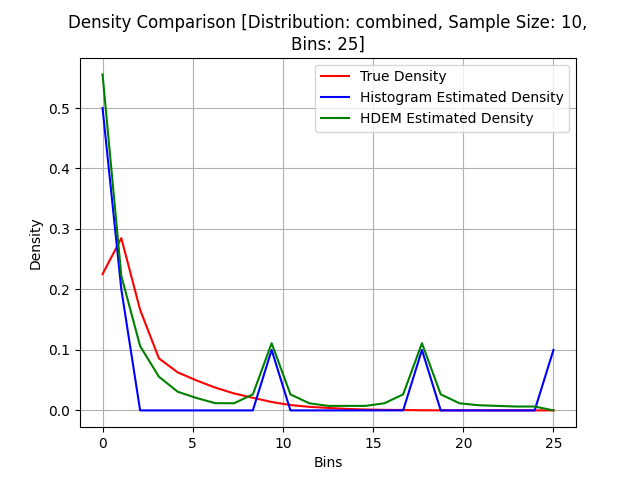 Density Comparison [Distribution: combined, Sample Size: 10,
Bins: 25]
True Density
Histogram Estimated Density
HDEM Estimated Density
Density
0.5
0.4
0.3
0.2
0.1
0.0
0 5 10 15 20 25
Bins